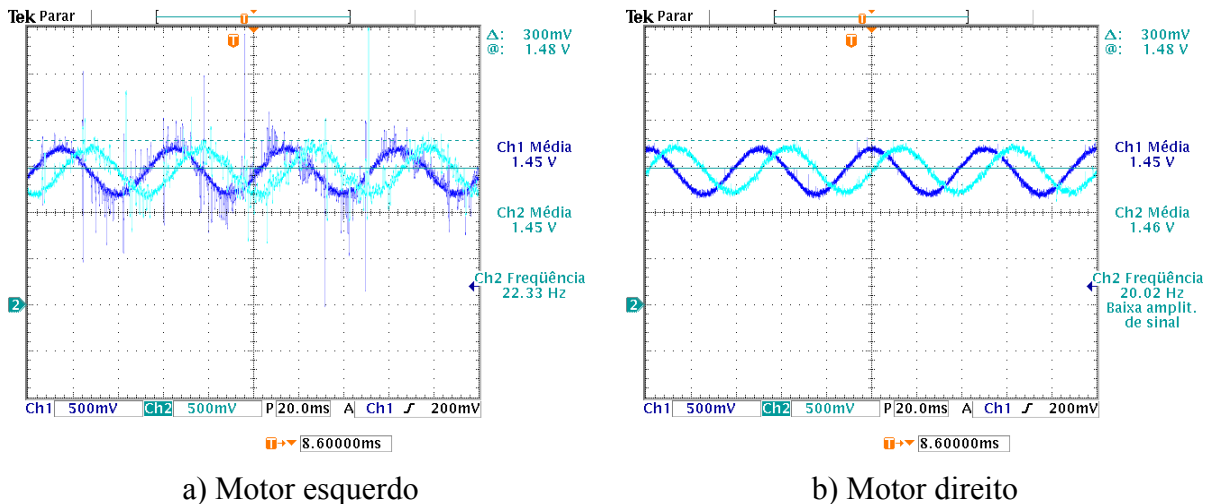 Tek Parar
T
T
Δ: 300mV
@: 1.48 V
Ch1 Média
1.45 V
Ch2 Média
1.45 V
Ch2 Freqüência
22.33 Hz
2
Ch1 500mV Ch2 500mV P 20.0ms A Ch1 ƒ 200mV
T→▼ 8.60000ms
a) Motor esquerdo
Tek Parar
T
T
Δ: 300mV
@: 1.48 V
Ch1 Média
1.45 V
Ch2 Média
1.46 V
Ch2 Freqüência
20.02 Hz
Baixa amplit.
de sinal
2
Ch1 500mV Ch2 500mV P 20.0ms A Ch1 ƒ 200mV
T→▼ 8.60000ms
b) Motor direito